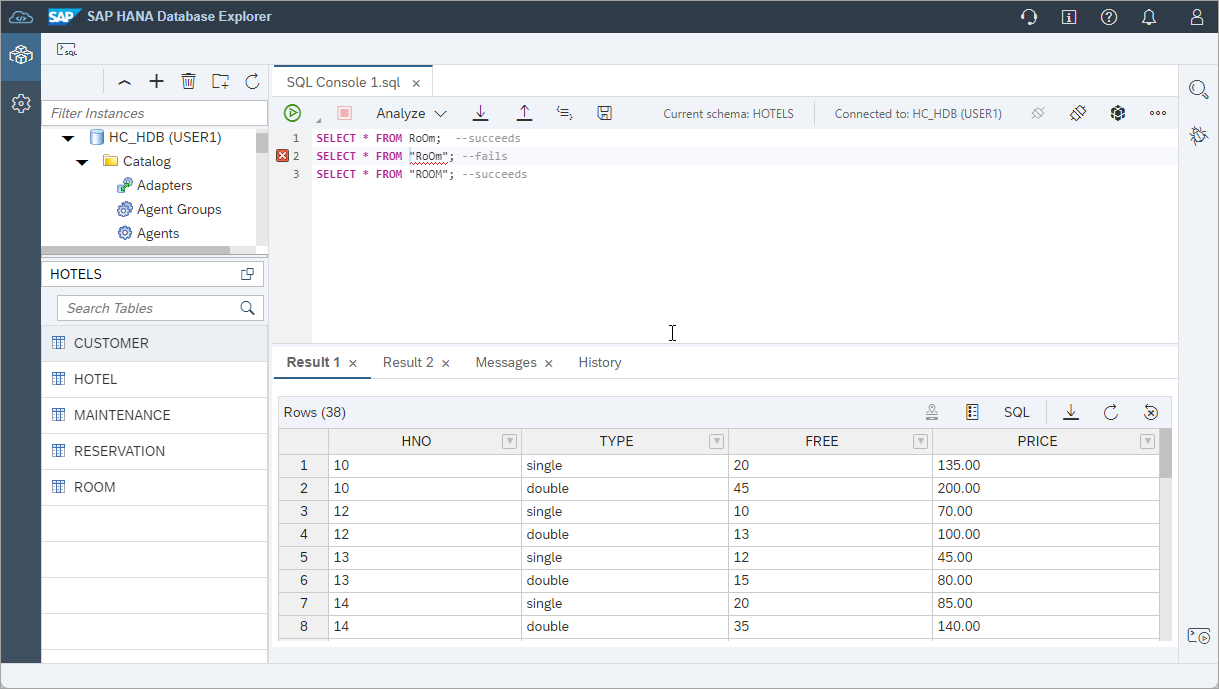 SAP SAP HANA Database Explorer
SQL
SQL Console 1.sql
Filter Instances
HC_HDB (USER1)
Catalog
Adapters
Agent Groups
Agents
Analyze
Current schema: HOTELS
Connected to: HC_HDB (USER1)
1 SELECT * FROM RoOm;  --succeeds
2 SELECT * FROM "RoOm"; --fails
3 SELECT * FROM "ROOM"; --succeeds
HOTELS
Search Tables
CUSTOMER
HOTEL
MAINTENANCE
RESERVATION
ROOM
Result 1
Result 2
Messages
History
Rows (38)
SQL
HNO TYPE FREE PRICE
1 10 single 20 135.00
2 10 double 45 200.00
3 12 single 10 70.00
4 12 double 13 100.00
5 13 single 12 45.00
6 13 double 15 80.00
7 14 single 20 85.00
8 14 double 35 140.00